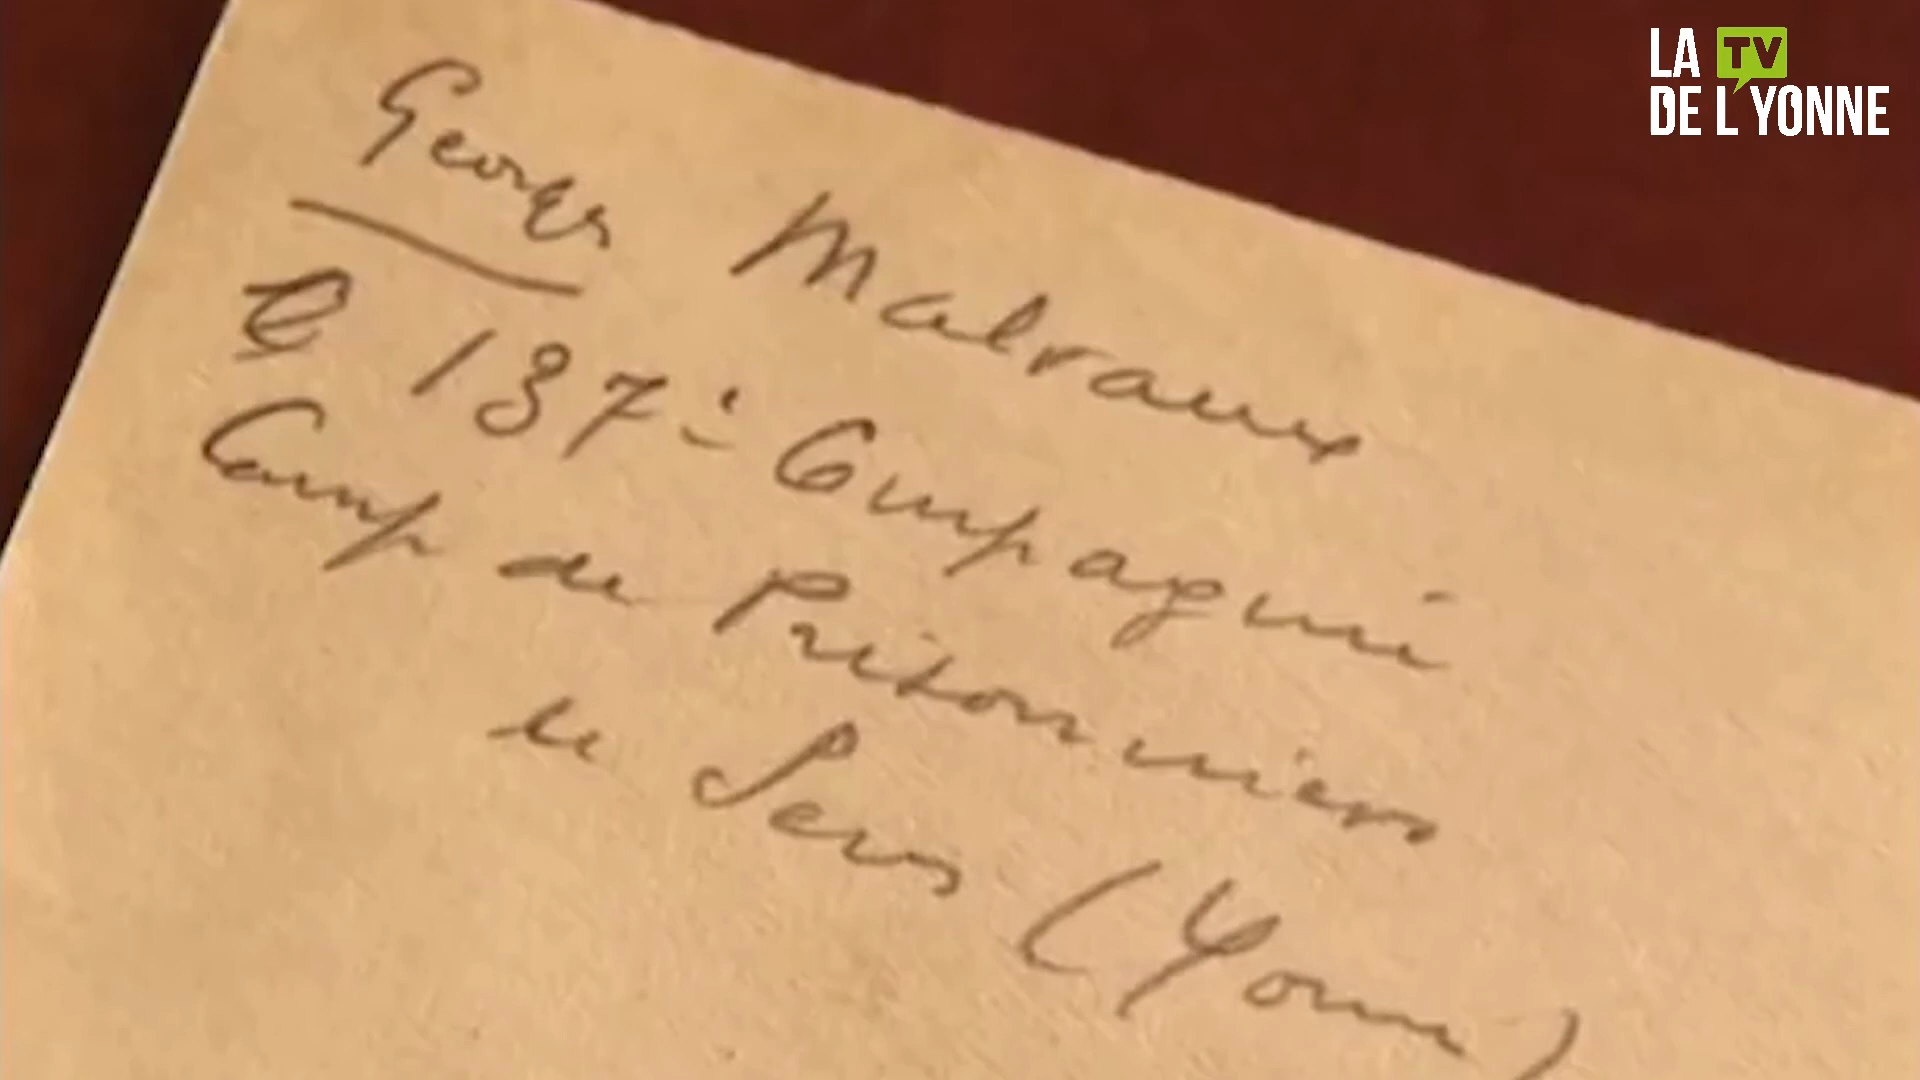 LA TV
DE L'YONNE
Georges Malraux
137e Compagnie
Camp de Prisonniers
de Sens (Yonne)